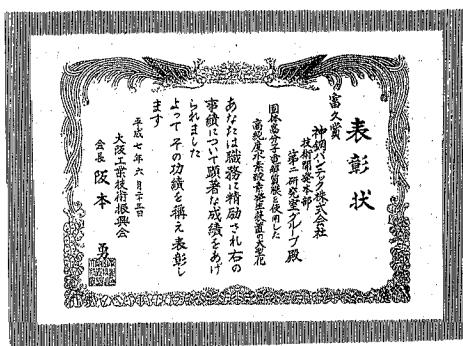 表彰状
富久賞
神鋼パンテック株式会社
技術開発本部
第二研究室グループ殿
固体高分子電解質膜を使用した
高純度水素酸素発生装置の大型化
あなたは職務に精励され右の
事績について顕著な成績をあげ
られました
よってその功績を稱え表彰し
ます
平成七年六月二十三日
大阪工業技術振興会
会長 阪本 勇